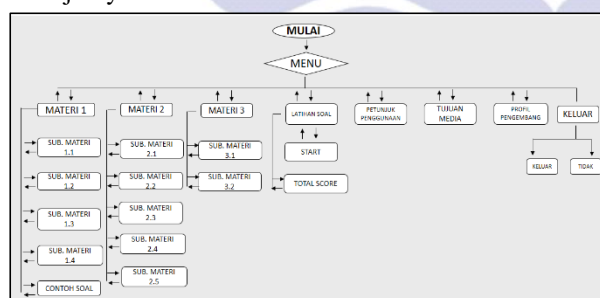 MULAI
MENU
MATERI 1
MATERI 2
MATERI 3
LATIHAN SOAL
PETUNJUK
PENGGUNAAN
TUJUAN
MEDIA
PROFIL
PENGEMBANG
KELUAR
SUB. MATERI
1.1
SUB. MATERI
1.2
SUB. MATERI
1.3
SUB. MATERI
1.4
CONTOH SOAL
SUB. MATERI
2.1
SUB. MATERI
2.2
SUB. MATERI
2.3
SUB. MATERI
2.4
SUB. MATERI
2.5
SUB. MATERI
3.1
SUB. MATERI
3.2
START
TOTAL SCORE
KELUAR
TIDAK